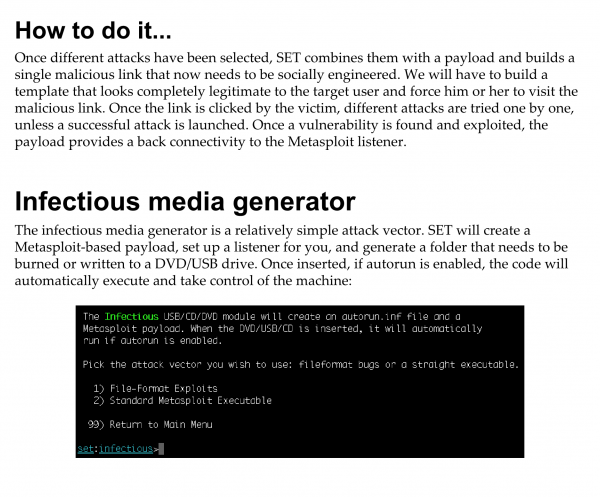 How to do it...
Once different attacks have been selected, SET combines them with a payload and builds a
single malicious link that now needs to be socially engineered. We will have to build a
template that looks completely legitimate to the target user and force him or her to visit the
malicious link. Once the link is clicked by the victim, different attacks are tried one by one,
unless a successful attack is launched. Once a vulnerability is found and exploited, the
payload provides a back connectivity to the Metasploit listener.
Infectious media generator
The infectious media generator is a relatively simple attack vector. SET will create a
Metasploit-based payload, set up a listener for you, and generate a folder that needs to be
burned or written to a DVD/USB drive. Once inserted, if autorun is enabled, the code will
automatically execute and take control of the machine:
The Infectious USB/CD/DVD module will create an autorun.inf file and a
Metasploit payload. When the DVD/USB/CD is inserted, it will automatically
run if autorun is enabled.
Pick the attack vector you wish to use: fileformat bugs or a straight executable.
1) File-Format Exploits
2) Standard Metasploit Executable
99) Return to Main Menu
set:infectious>